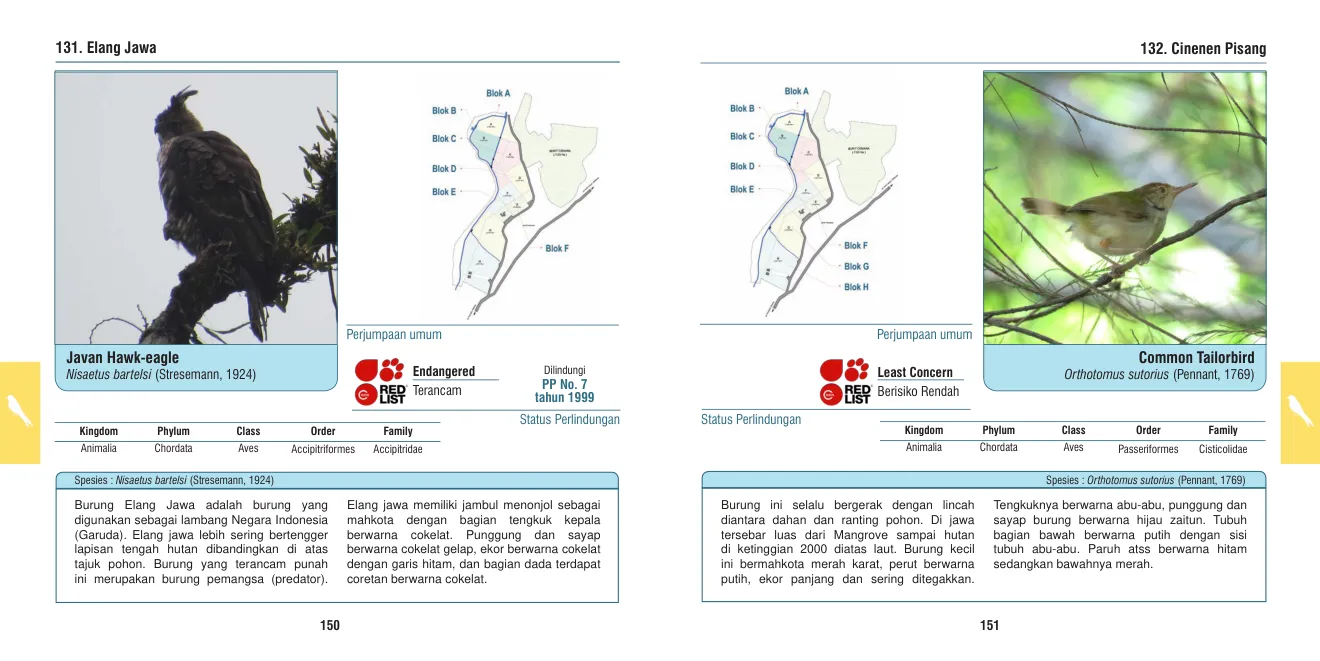 131. Elang Jawa
Blok A
Blok B
Blok C
Blok D
Blok E
Blok F
Perjumpaan umum
Javan Hawk-eagle
Nisaetus bartelsi (Stresemann, 1924)
RED
LIST
Endangered
Terancam
Dilindungi
PP No. 7
tahun 1999
Status Perlindungan
Kingdom Phylum Class Order Family
Animalia Chordata Aves Accipitriformes Accipitridae
Spesies : Nisaetus bartelsi (Stresemann, 1924)
Burung Elang Jawa adalah burung yang
digunakan sebagai lambang Negara Indonesia
(Garuda). Elang jawa lebih sering bertengger
lapisan tengah hutan dibandingkan di atas
tajuk pohon. Burung yang terancam punah
ini merupakan burung pemangsa (predator).
Elang jawa memiliki jambul menonjol sebagai
mahkota dengan bagian tengkuk kepala
berwarna cokelat. Punggung dan sayap
berwarna cokelat gelap, ekor berwarna cokelat
dengan garis hitam, dan bagian dada terdapat
coretan berwarna cokelat.
150
132. Cinenen Pisang
Blok A
Blok B
Blok C
Blok D
Blok E
Blok F
Blok G
Blok H
Perjumpaan umum
Common Tailorbird
Orthotomus sutorius (Pennant, 1769)
RED
LIST
Least Concern
Berisiko Rendah
Status Perlindungan
Kingdom Phylum Class Order Family
Animalia Chordata Aves Passeriformes Cisticolidae
Spesies : Orthotomus sutorius (Pennant, 1769)
Burung ini selalu bergerak dengan lincah
diantara dahan dan ranting pohon. Di jawa
tersebar luas dari Mangrove sampai hutan
di ketinggian 2000 diatas laut. Burung kecil
ini bermahkota merah karat, perut berwarna
putih, ekor panjang dan sering ditegakkan.
Tengkuknya berwarna abu-abu, punggung dan
sayap burung berwarna hijau zaitun. Tubuh
bagian bawah berwarna putih dengan sisi
tubuh abu-abu. Paruh atss berwarna hitam
sedangkan bawahnya merah.
151